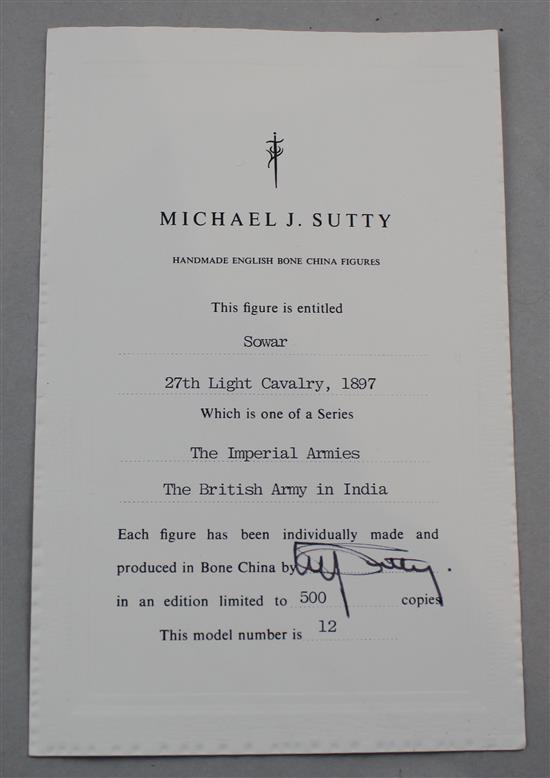 MICHAEL J. SUTTY
HANDMADE ENGLISH BONE CHINA FIGURES
This figure is entitled
Sowar
27th Light Cavalry, 1897
Which is one of a Series
The Imperial Armies
The British Army in India
Each figure has been individually made and
produced in Bone China by MJ Sutty.
in an edition limited to 500 copies
This model number is 12